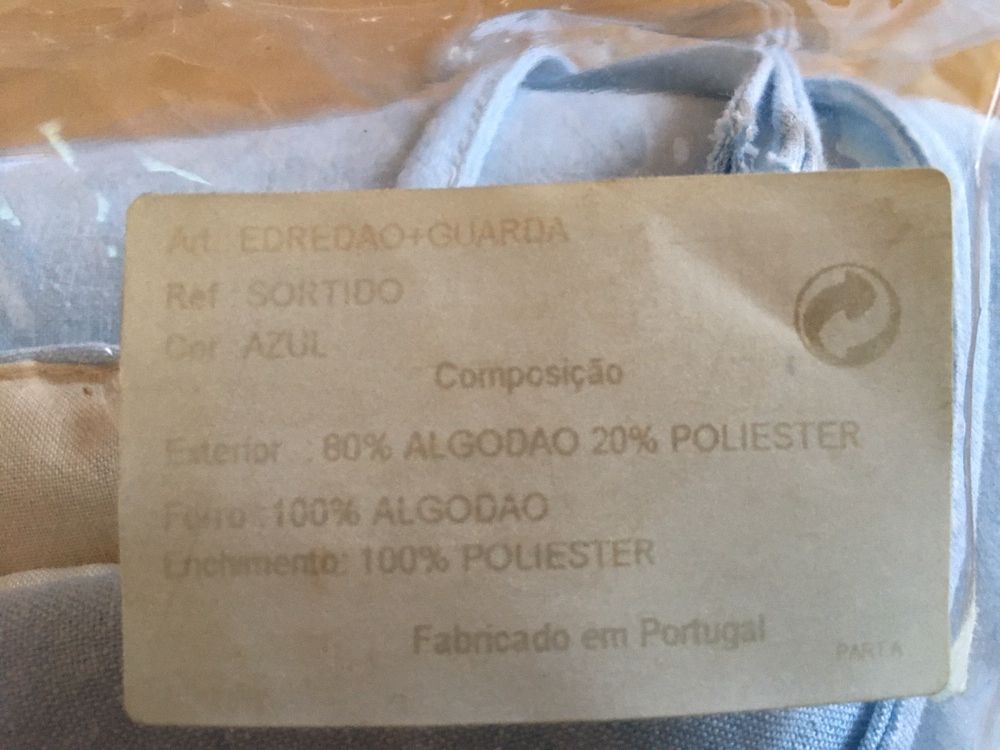 Art. EDREDAO+GUARDA
Ref SORTIDO
Cor AZUL
Composição
Exterior : 80% ALGODAO 20% POLIESTER
Forro :100% ALGODAO
Enchimento: 100% POLIESTER
Fabricado em Portugal